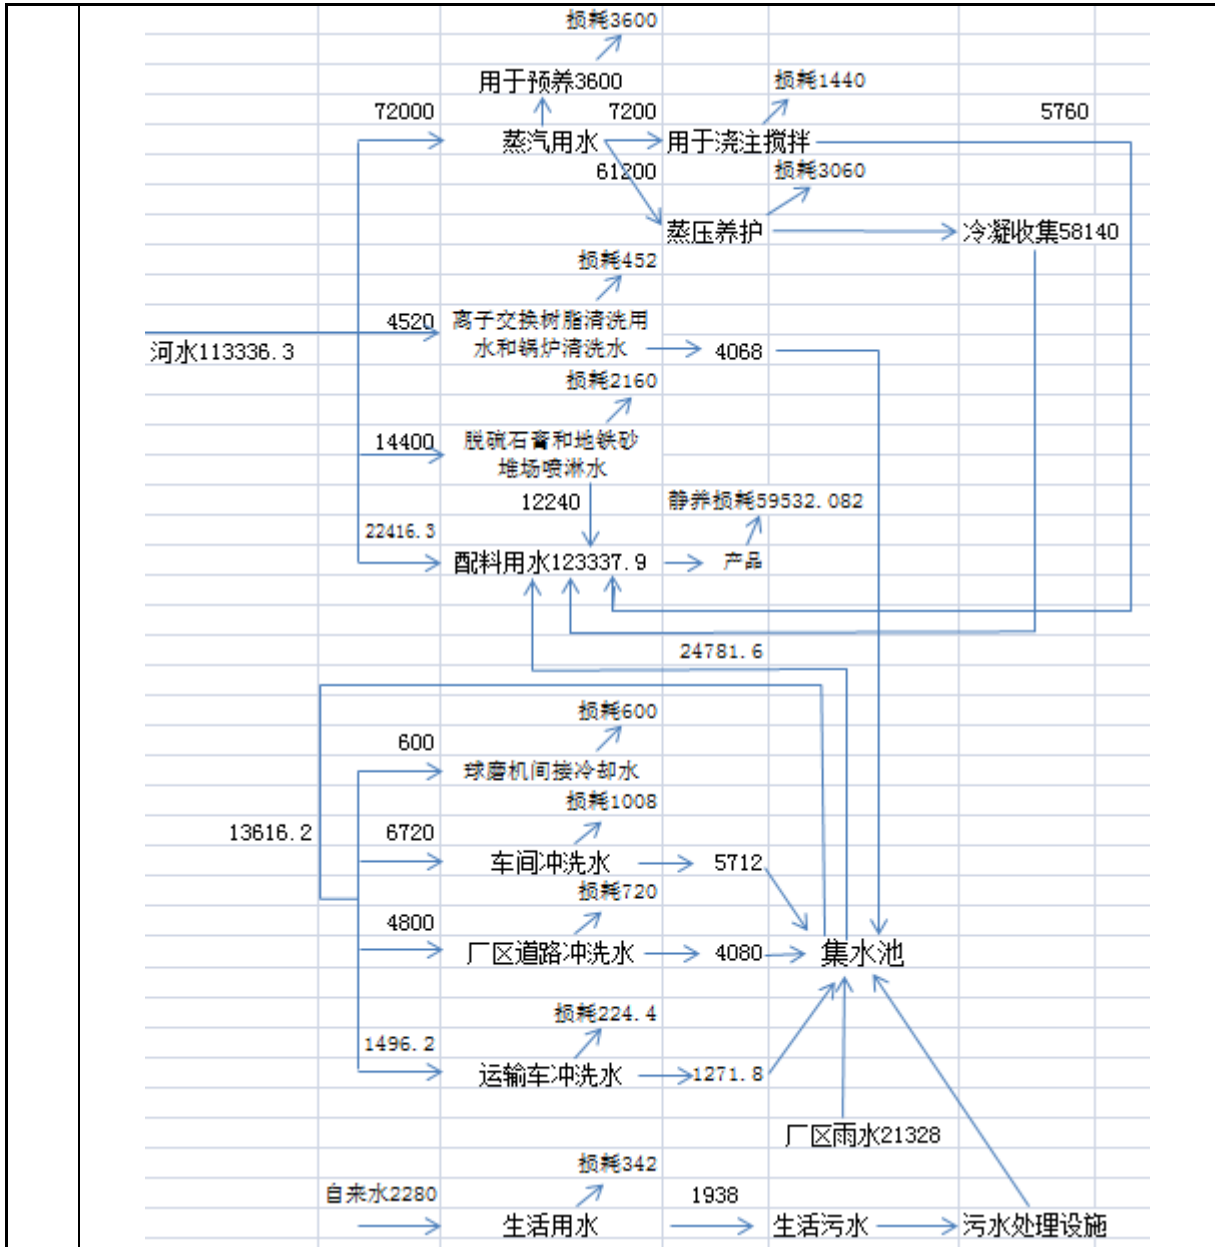 损耗3600
用于预养3600
损耗1440
72000
7200
5760
蒸汽用水
用于浇注搅拌
61200
损耗3060
蒸压养护
冷凝收集58140
损耗452
4520
离子交换树脂清洗用
水和锅炉清洗水
4068
河水113336.3
损耗2160
14400
脱硫石膏和地铁砂
堆场喷淋水
12240
静养损耗59532.082
22416.3
配料用水123337.9
产品
24781.6
损耗600
600
球磨机间接冷却水
损耗1008
13616.2
6720
车间冲洗水
5712
损耗720
4800
厂区道路冲洗水
4080
集水池
损耗224.4
1496.2
运输车冲洗水
1271.8
厂区雨水21328
损耗342
自来水2280
1938
生活用水
生活污水
污水处理设施